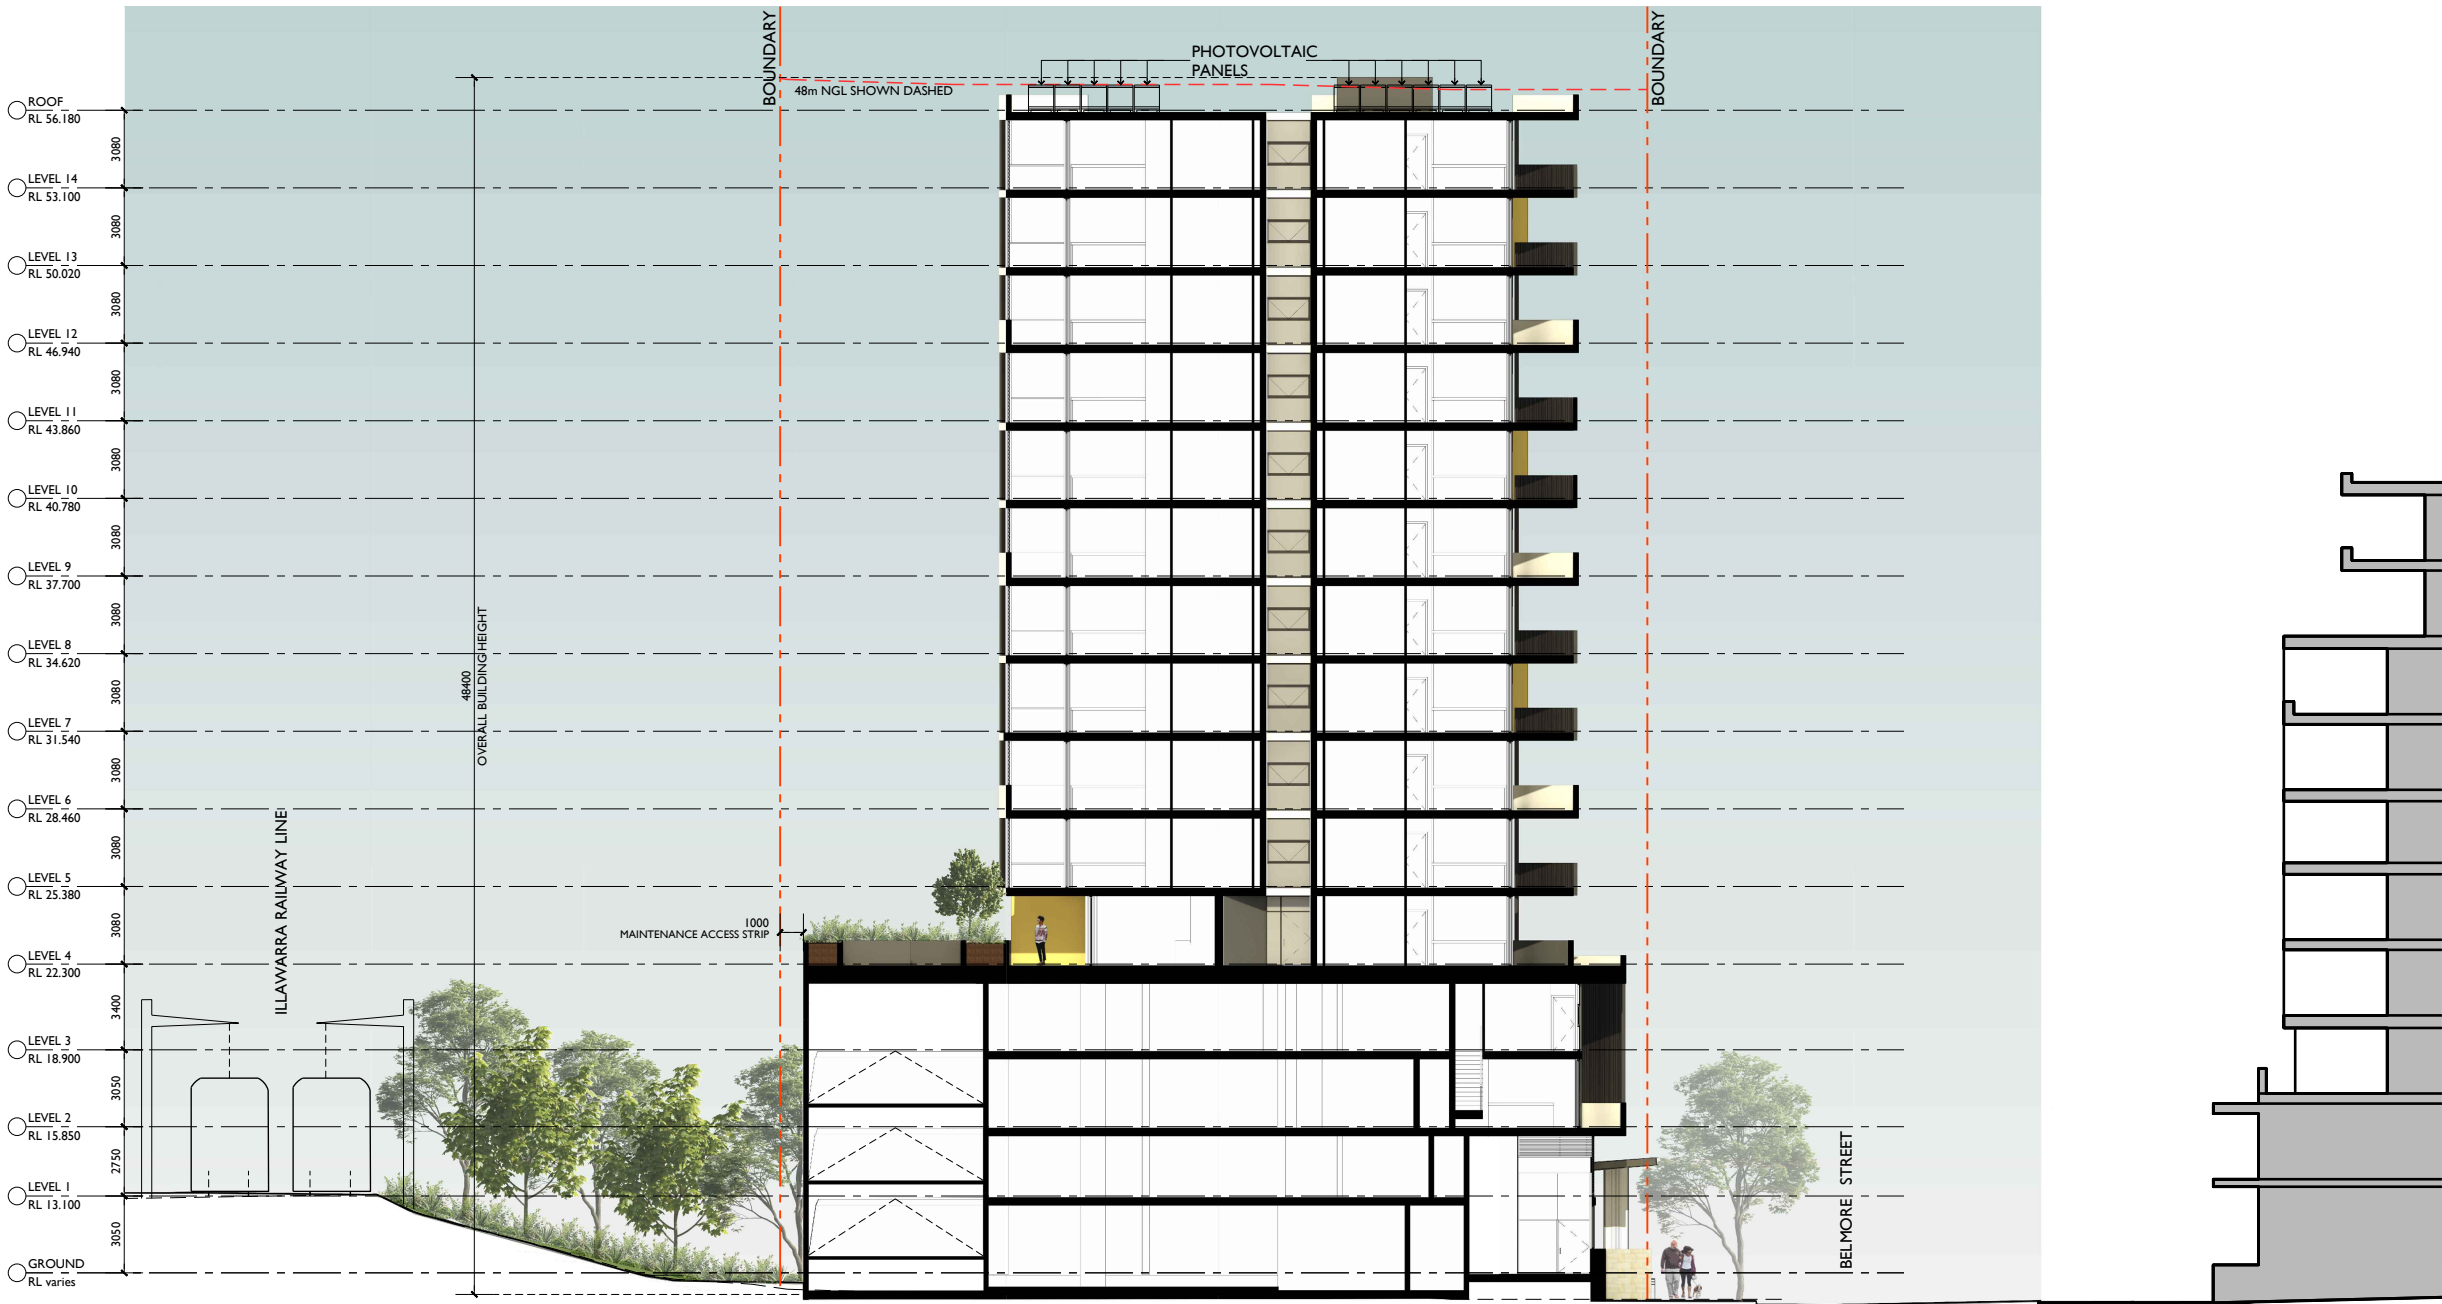 BOUNDARY
BOUNDARY
PHOTOVOLTAIC
PANELS
48m NGL SHOWN DASHED
ROOF
RL 56.180
3080
LEVEL 14
RL 53.100
3080
LEVEL 13
RL 50.020
3080
LEVEL 12
RL 46.940
3080
LEVEL 11
RL 43.860
3080
LEVEL 10
RL 40.780
3080
LEVEL 9
RL 37.700
3080
LEVEL 8
RL 34.620
3080
LEVEL 7
RL 31.540
3080
LEVEL 6
RL 28.460
3080
LEVEL 5
RL 25.380
3080
LEVEL 4
RL 22.300
3400
LEVEL 3
RL 18.900
3050
LEVEL 2
RL 15.850
2750
LEVEL 1
RL 13.100
3050
GROUND
RL varies
48400
OVERALL BUILDING HEIGHT
ILLAWARRA RAILWAY LINE
1000
MAINTENANCE ACCESS STRIP
BELMORE STREET